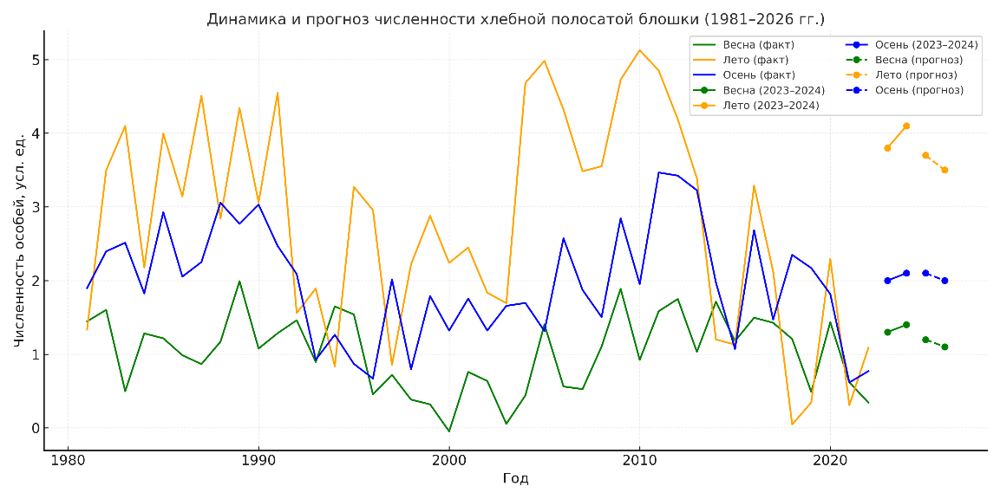 Динамика и прогноз численности хлебной полосатой блошки (1981–2026 гг.)
Весна (факт)
Лето (факт)
Осень (факт)
Весна (2023–2024)
Лето (2023–2024)
Осень (2023–2024)
Весна (прогноз)
Лето (прогноз)
Осень (прогноз)
Численность особей, усл. ед.
5
4
3
2
1
0
1980 1990 2000 2010 2020
Год